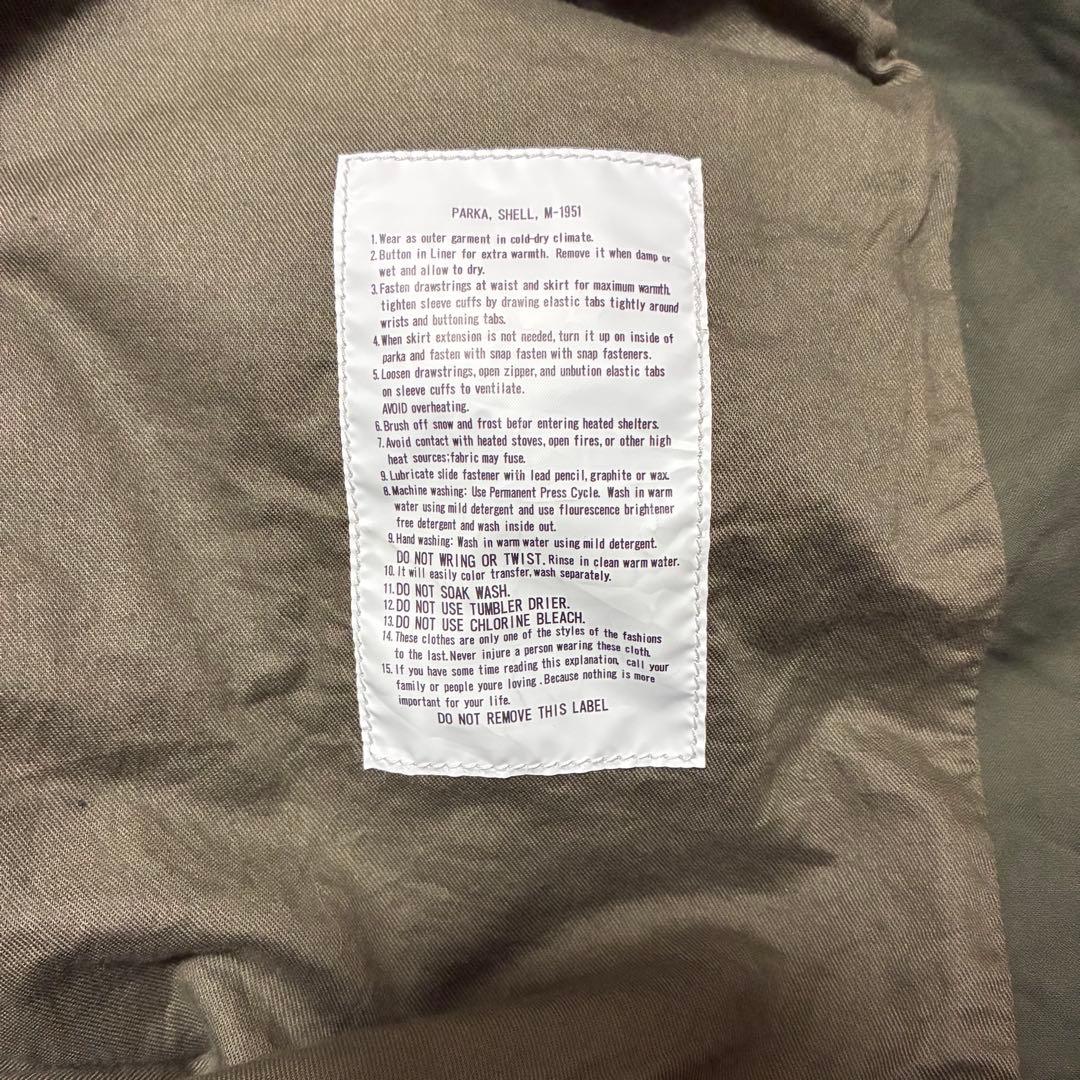 PARKA, SHELL, M-1951
1. Wear as outer garment in cold-dry climate.
2. Button in Liner for extra warmth. Remove it when damp or
wet and allow to dry.
3. Fasten drawstrings at waist and skirt for maximum warmth.
tighten sleeve cuffs by drawing elastic tabs tightly around
wrists and buttoning tabs.
4. When skirt extension is not needed, turn it up on inside of
parka and fasten with snap fasten with snap fasteners.
5. Loosen drawstrings, open zipper, and unbution elastic tabs
on sleeve cuffs to ventilate.
AVOID overheating.
6. Brush off snow and frost befor entering heated shelters.
7. Avoid contact with heated stoves, open fires, or other high
heat sources;fabric may fuse.
9. Lubricate slide fastener with lead pencil, graphite or wax.
8. Machine washing: Use Permanent Press Cycle. Wash in warm
water using mild detergent and use flourescence brightener
free detergent and wash inside out.
9. Hand washing: Wash in warm water using mild detergent.
DO NOT WRING OR TWIST. Rinse in clean warm water.
10. It will easily color transfer, wash separately.
11. DO NOT SOAK WASH.
12. DO NOT USE TUMBLER DRIER.
13. DO NOT USE CHLORINE BLEACH.
14. These clothes are only one of the styles of the fashions
to the last. Never injure a person wearing these cloth.
15. If you have some time reading this explanation, call your
family or people youre loving. Because nothing is more
important for your life.
DO NOT REMOVE THIS LABEL